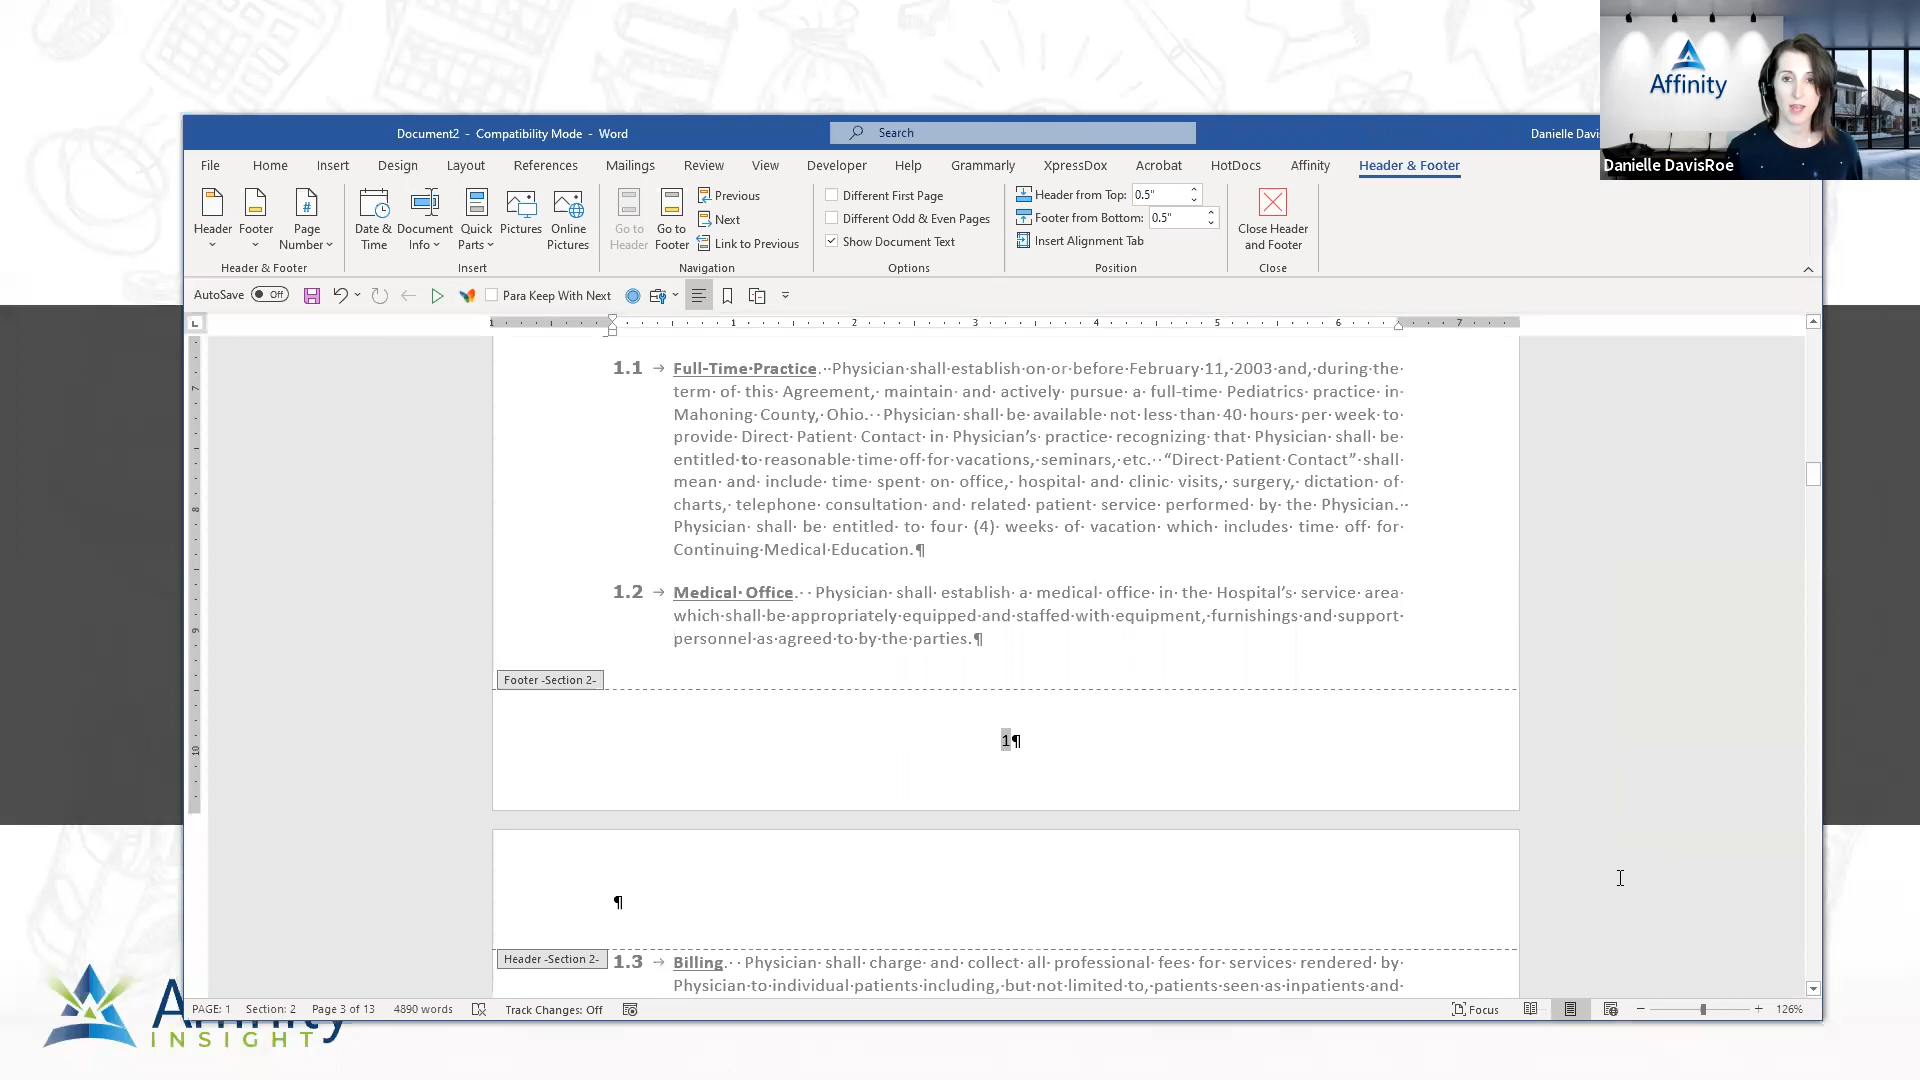 Affinity
Danielle DavisRoe
Document2 - Compatibility Mode - Word
Search
Danielle Davis
File Home Insert Design Layout References Mailings Review View Developer Help Grammarly XpressDox Acrobat HotDocs Affinity Header & Footer
Header
Footer
Page Number
Header & Footer
Date & Time
Document Info
Quick Parts
Pictures
Online Pictures
Insert
Go to Header
Go to Footer
Previous
Next
Link to Previous
Navigation
Different First Page
Different Odd & Even Pages
Show Document Text
Options
Header from Top: 0.5"
Footer from Bottom: 0.5"
Insert Alignment Tab
Position
Close Header and Footer
Close
AutoSave Off
Para Keep With Next
1 1 2 3 4 5 6 7
7
8
9
10
1.1 → Full-Time·Practice.··Physician·shall·establish·on·or·before·February·11,·2003·and,·during·the·
term· of· this· Agreement,· maintain· and· actively· pursue· a· full-time· Pediatrics· practice· in·
Mahoning· County,· Ohio.·· Physician· shall· be· available· not· less· than· 40· hours· per· week· to·
provide· Direct· Patient· Contact· in· Physician’s· practice· recognizing· that· Physician· shall· be·
entitled·to·reasonable·time·off·for·vacations,·seminars,·etc.··“Direct·Patient·Contact”·shall·
mean· and· include· time· spent· on· office,· hospital· and· clinic· visits,· surgery,· dictation· of·
charts,· telephone· consultation· and· related· patient· service· performed· by· the· Physician.··
Physician· shall· be· entitled· to· four· (4)· weeks· of· vacation· which· includes· time· off· for·
Continuing·Medical·Education.¶
1.2 → Medical· Office.·· Physician· shall· establish· a· medical· office· in· the· Hospital’s· service· area·
which·shall·be·appropriately·equipped·and·staffed·with·equipment,·furnishings·and·support·
personnel·as·agreed·to·by·the·parties.¶
Footer -Section 2-
1¶
¶
Header -Section 2-
1.3 → Billing.·· Physician· shall· charge· and· collect· all· professional· fees· for· services· rendered· by·
Physician·to·individual·patients·including,·but·not·limited·to,·patients·seen·as·inpatients·and·
PAGE: 1 Section: 2 Page 3 of 13 4890 words Track Changes: Off Focus 126%
INSIGHT